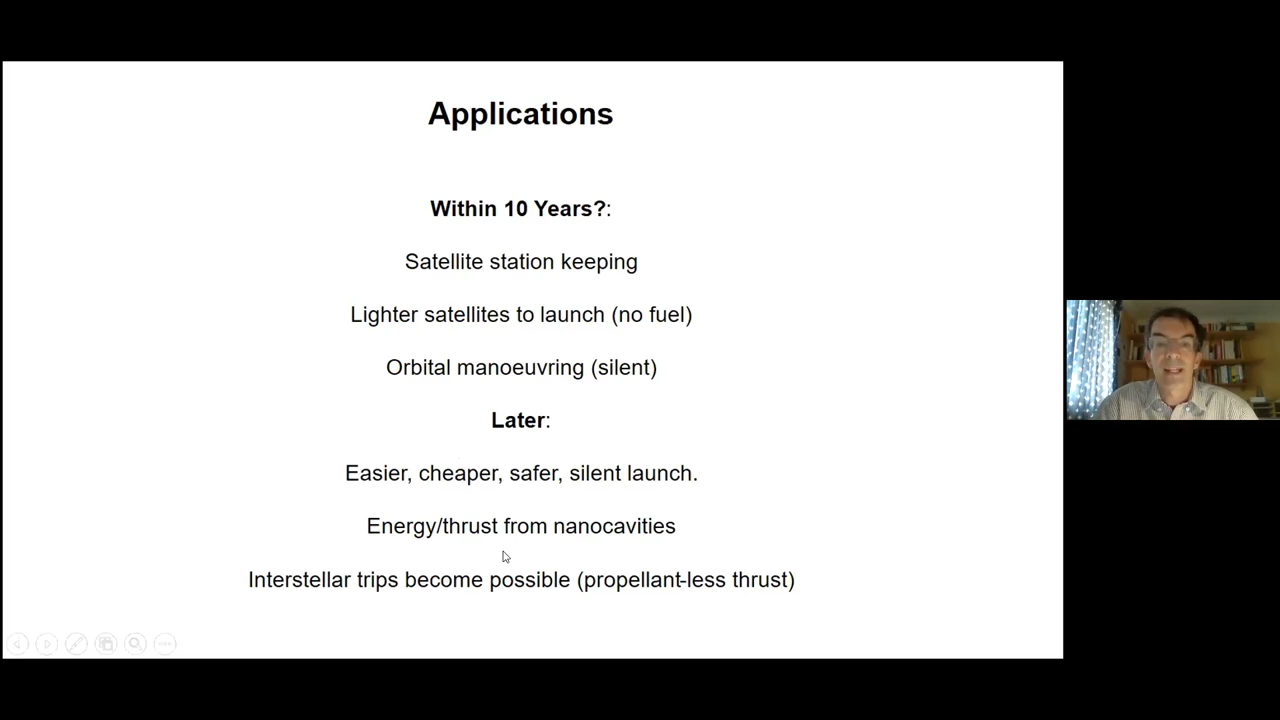 Applications
Within 10 Years?:
Satellite station keeping
Lighter satellites to launch (no fuel)
Orbital manoeuvring (silent)
Later:
Easier, cheaper, safer, silent launch.
Energy/thrust from nanocavities
Interstellar trips become possible (propellant-less thrust)